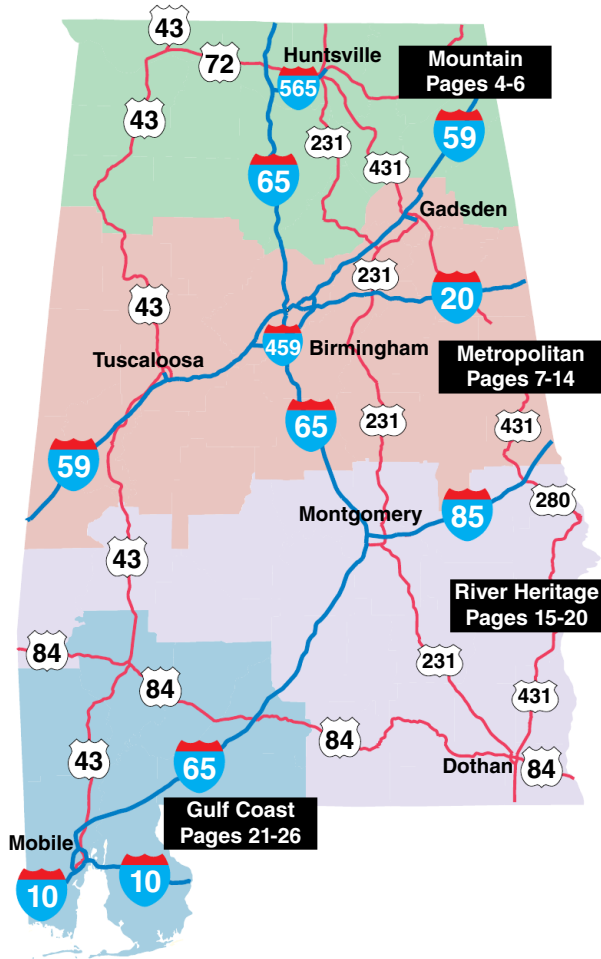 43
Huntsville
72
565
Mountain
Pages 4-6
43
231
59
65
431
Gadsden
231
20
43
459
Birmingham
Tuscaloosa
Metropolitan
Pages 7-14
65
231
431
59
280
Montgomery
85
43
River Heritage
Pages 15-20
84
231
84
431
84
43
65
Dothan
84
Gulf Coast
Pages 21-26
Mobile
10
10